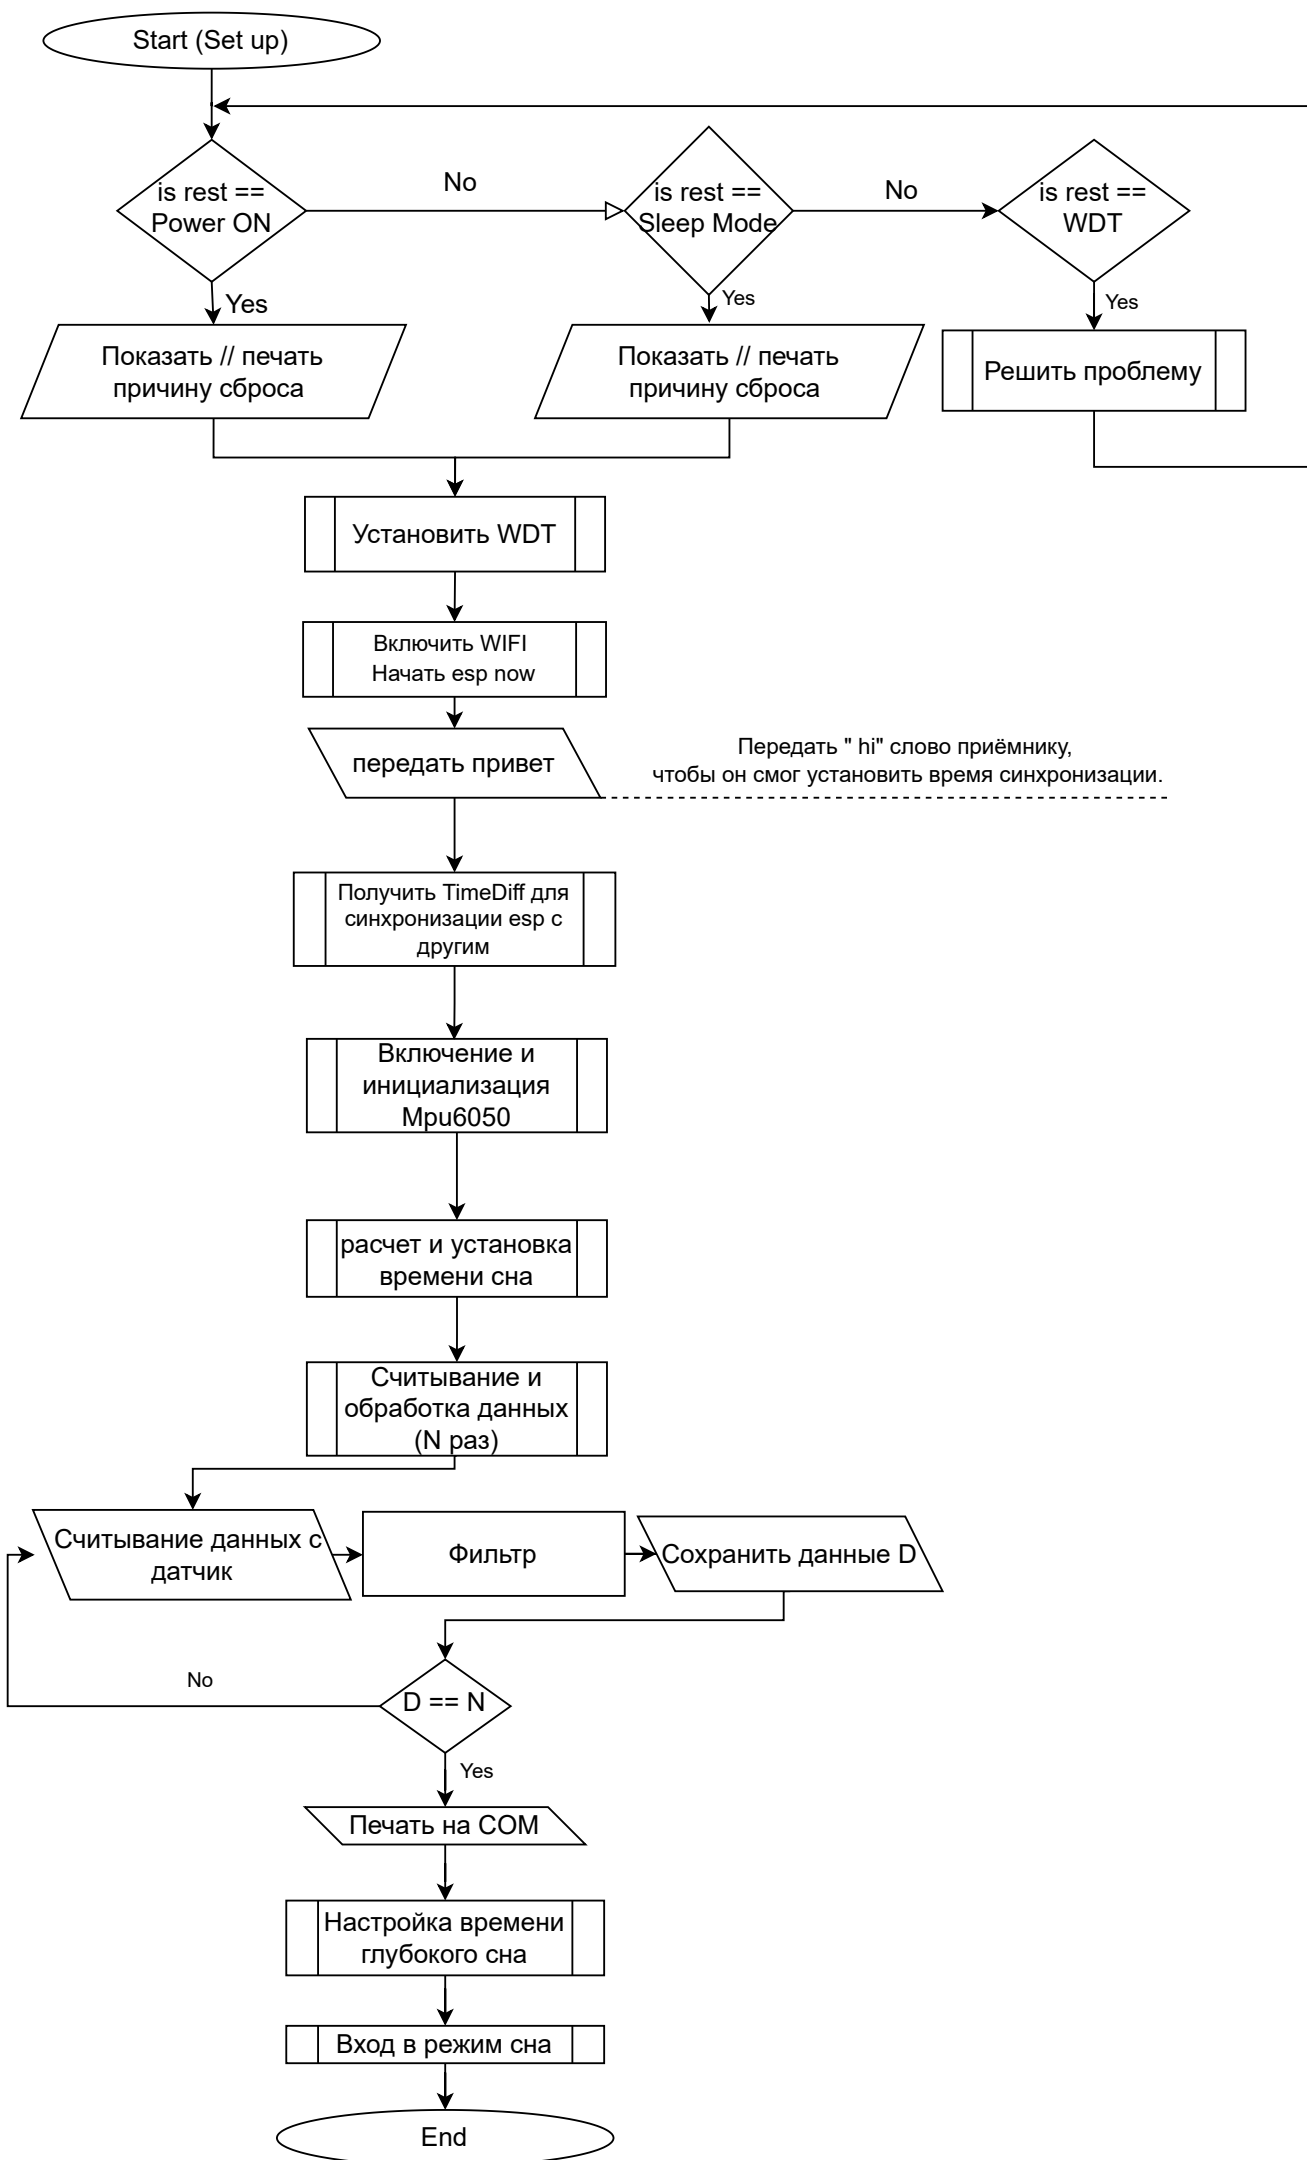 Start (Set up)
is rest ==
Power ON
No
is rest ==
Sleep Mode
No
is rest ==
WDT
Yes
Yes
Yes
Показать // печать
причину сброса
Показать // печать
причину сброса
Решить проблему
Установить WDT
Включить WIFI
Начать esp now
передать привет
Передать " hi" слово приёмнику,
чтобы он смог установить время синхронизации.
Получить TimeDiff для
синхронизации esp с
другим
Включение и
инициализация
Mpu6050
расчет и установка
времени сна
Считывание и
обработка данных
(N раз)
Считывание данных с
датчик
Фильтр
Сохранить данные D
No
D == N
Yes
Печать на COM
Настройка времени
глубокого сна
Вход в режим сна
End